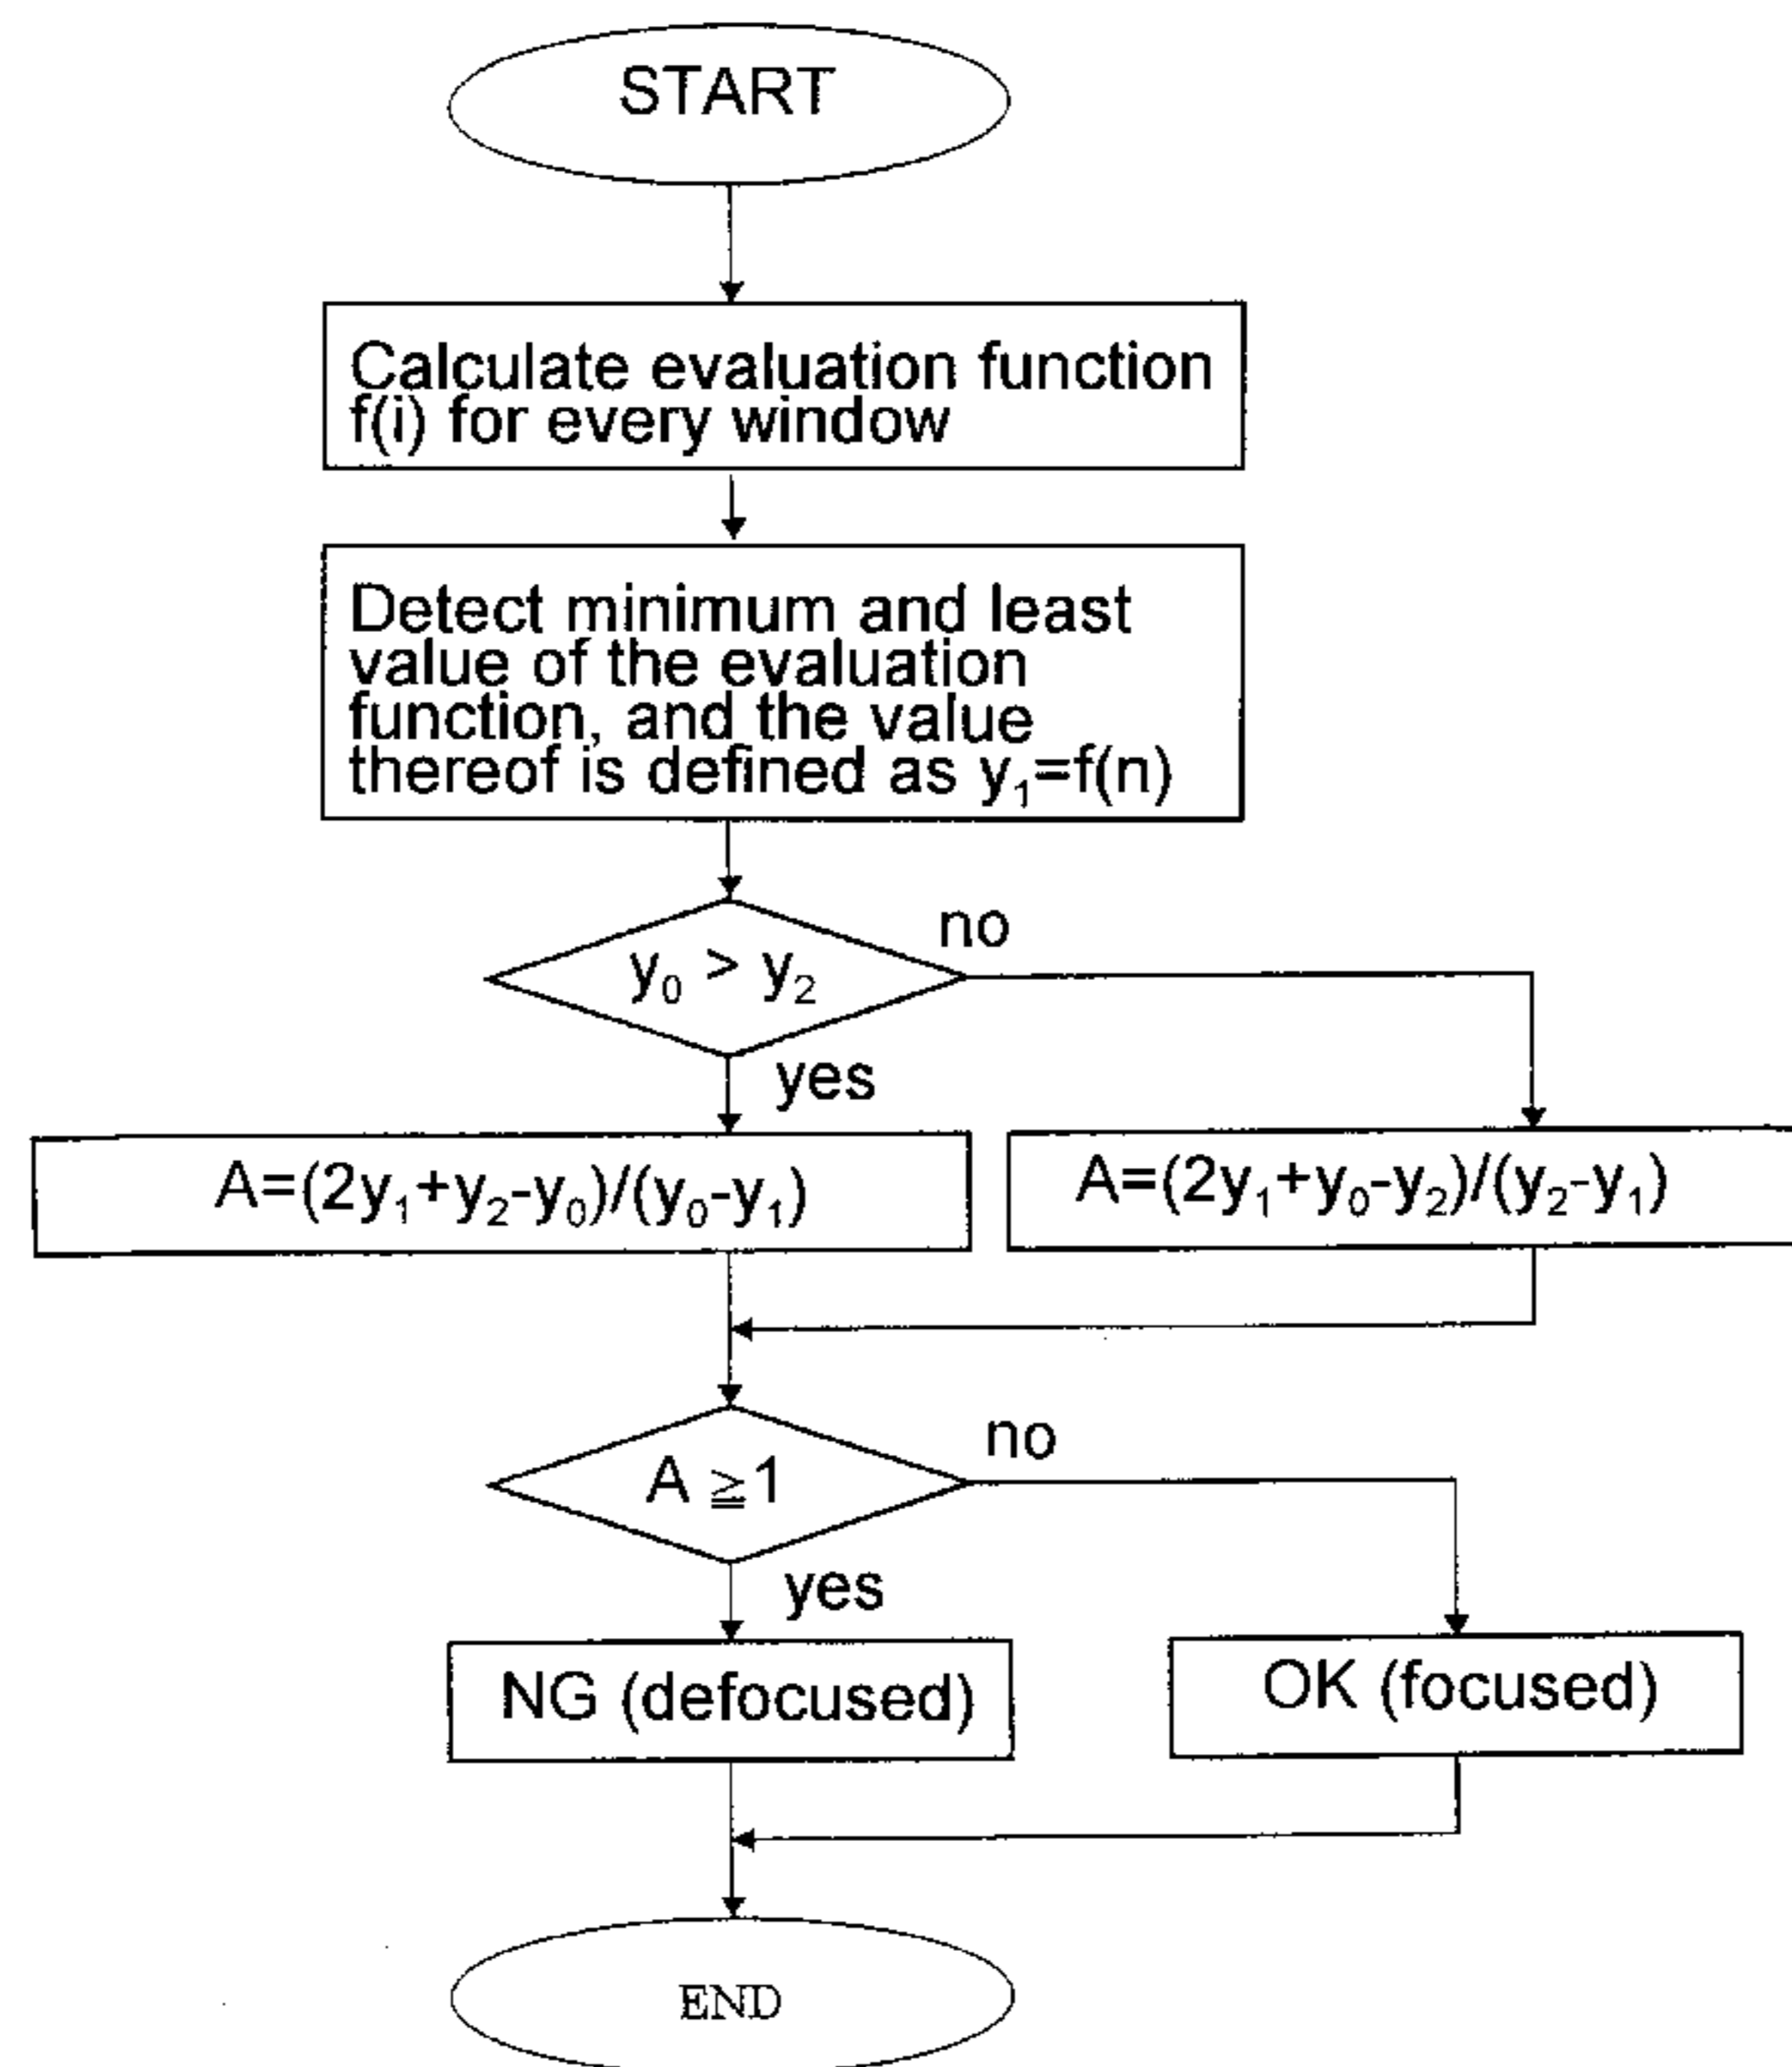 START
Calculate evaluation function
f(i) for every window
Detect minimum and least
value of the evaluation
function, and the value
thereof is defined as y₁=f(n)
y₀ > y₂
no
yes
A=(2y₁+y₂-y₀)/(y₀-y₁)
A=(2y₁+y₀-y₂)/(y₂-y₁)
A ≧1
no
yes
NG (defocused)
OK (focused)
END